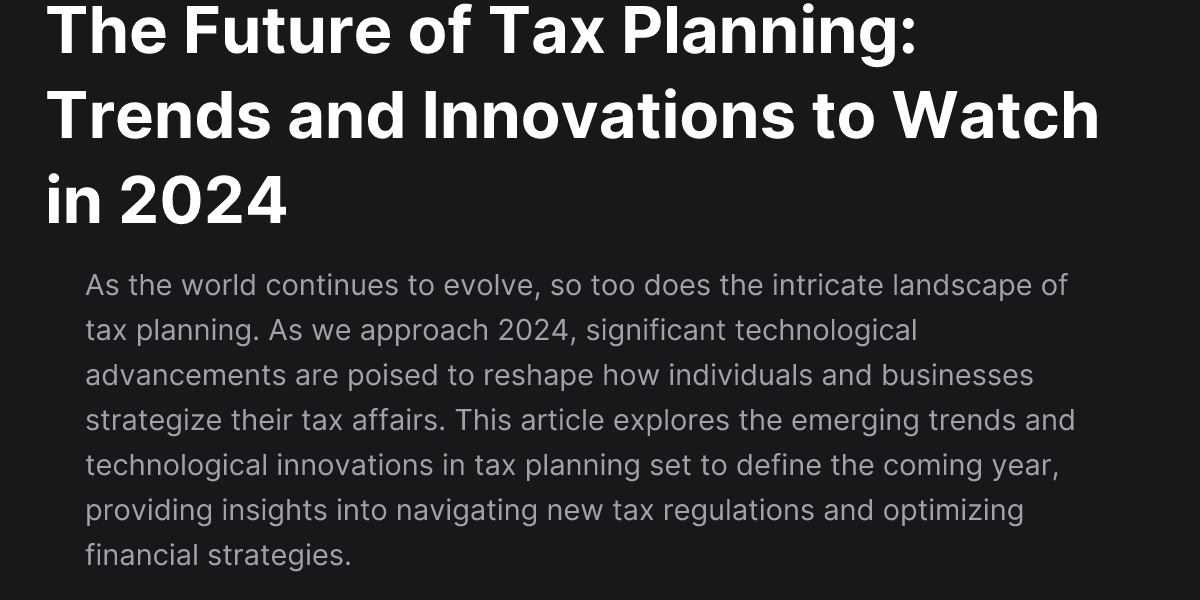 The Future of Tax Planning:
Trends and Innovations to Watch
in 2024
As the world continues to evolve, so too does the intricate landscape of
tax planning. As we approach 2024, significant technological
advancements are poised to reshape how individuals and businesses
strategize their tax affairs. This article explores the emerging trends and
technological innovations in tax planning set to define the coming year,
providing insights into navigating new tax regulations and optimizing
financial strategies.